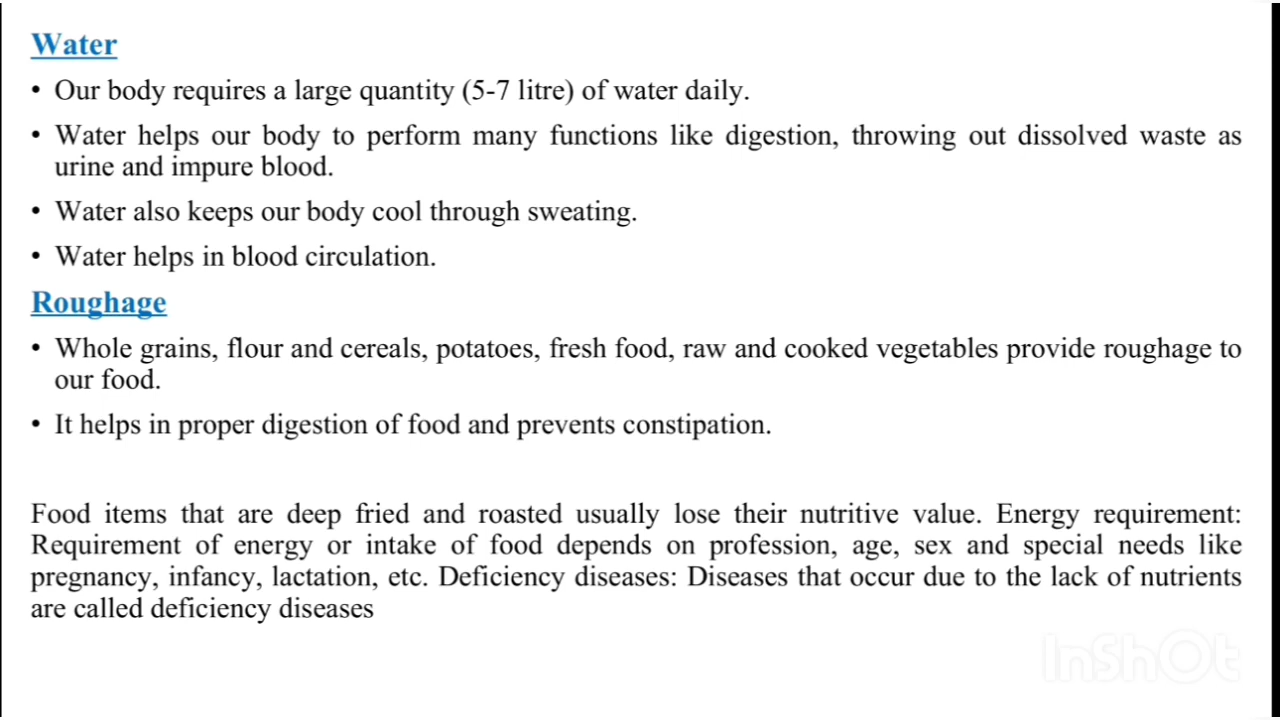 Water
• Our body requires a large quantity (5-7 litre) of water daily.
• Water helps our body to perform many functions like digestion, throwing out dissolved waste as
urine and impure blood.
• Water also keeps our body cool through sweating.
• Water helps in blood circulation.
Roughage
• Whole grains, flour and cereals, potatoes, fresh food, raw and cooked vegetables provide roughage to
our food.
• It helps in proper digestion of food and prevents constipation.
Food items that are deep fried and roasted usually lose their nutritive value. Energy requirement:
Requirement of energy or intake of food depends on profession, age, sex and special needs like
pregnancy, infancy, lactation, etc. Deficiency diseases: Diseases that occur due to the lack of nutrients
are called deficiency diseases
InShOt